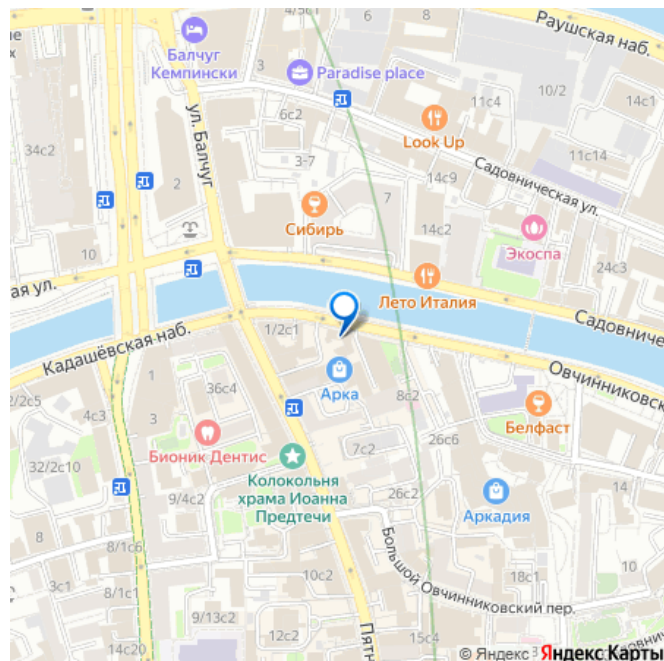 4/5с1
6
8
Раушская наб.
Балчуг
Кемпински
3
Paradise place
10/2
14с1
11с4
6с2
Look Up
34с2
ул. Балчуг
3-7
Садовническая ул.
11с14
14с9
2
7
Сибирь
14с2
Экоспа
10
24с3
ая ул.
Лето Италия
Садовниче
Кадашёвская наб.
1/2с1
Овчинниковск
1
Арка
2/2с5
36с4
8с2
4с3
3
Белфаст
Бионик Дентис
26с6
32/2с10
7с2
Колокольня
храма Иоанна
Предтечи
14
9/4с2
26с2
Аркадия
8
8/1с6
Большой Овчинниковский пер.
3с1
10с2
18с1
8/1с1
9/13с2
Пятн
12с2
15с4
14с20
© Яндекс
Яндекс Карты